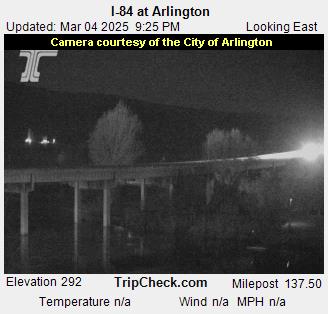 I-84 at Arlington
Updated: Mar 04 2025 9:25 PM Looking East
Camera courtesy of the City of Arlington
Elevation 292 TripCheck.com Milepost 137.50
Temperature n/a Wind n/a MPH n/a